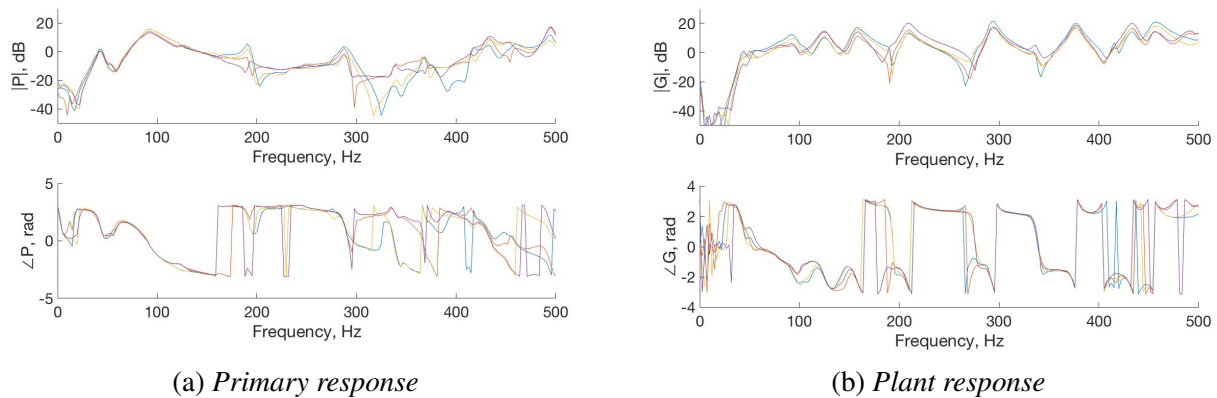 20
0
-20
-40
|P|, dB
0 100 200 300 400 500
Frequency, Hz
5
0
-5
∠P, rad
0 100 200 300 400 500
Frequency, Hz
(a) Primary response
20
0
-20
-40
|G|, dB
0 100 200 300 400 500
Frequency, Hz
4
2
0
-2
-4
∠G, rad
0 100 200 300 400 500
Frequency, Hz
(b) Plant response